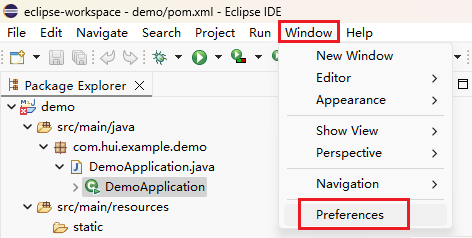 eclipse-workspace - demo/pom.xml - Eclipse IDE
File Edit Navigate Search Project Run Window Help
New Window
Editor
Appearance
Show View
Perspective
Navigation
Preferences
Package Explorer
demo
src/main/java
com.hui.example.demo
DemoApplication.java
DemoApplication
src/main/resources
static